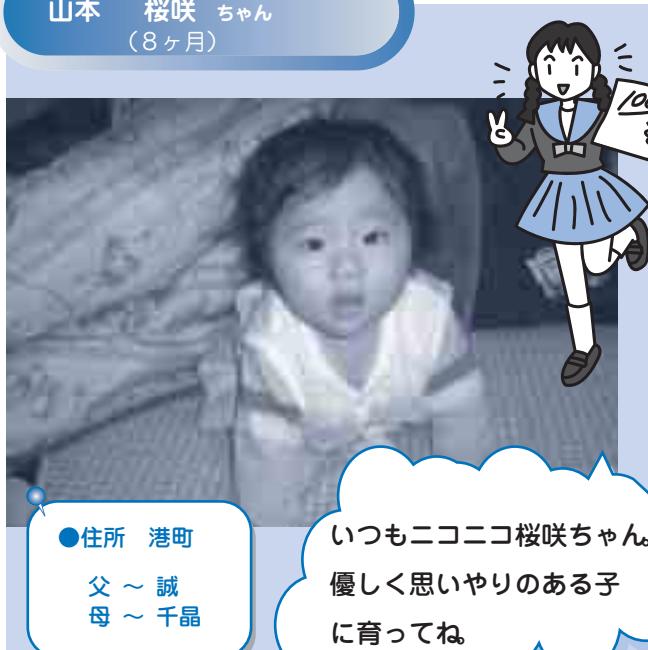 山本 桜咲 ちゃん
（8ヶ月）
100
●住所 港町
父 〜 誠
母 〜 千晶
いつもニコニコ桜咲ちゃん。
優しく思いやりのある子
に育ってね。